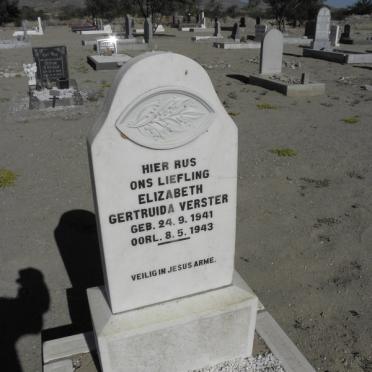 HIER RUS
ONS LIEFLING
ELIZABETH
GERTRUIDA VERSTER
GEB. 24. 9. 1941
OORL. 8. 5. 1943
VEILIG IN JESUS ARME.